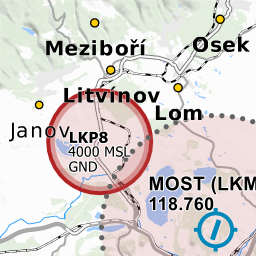 Osek
Meziboří
Litvínov
Lom
Janov
LKP8
4000 MSL
GND
MOST (LKM
118.760